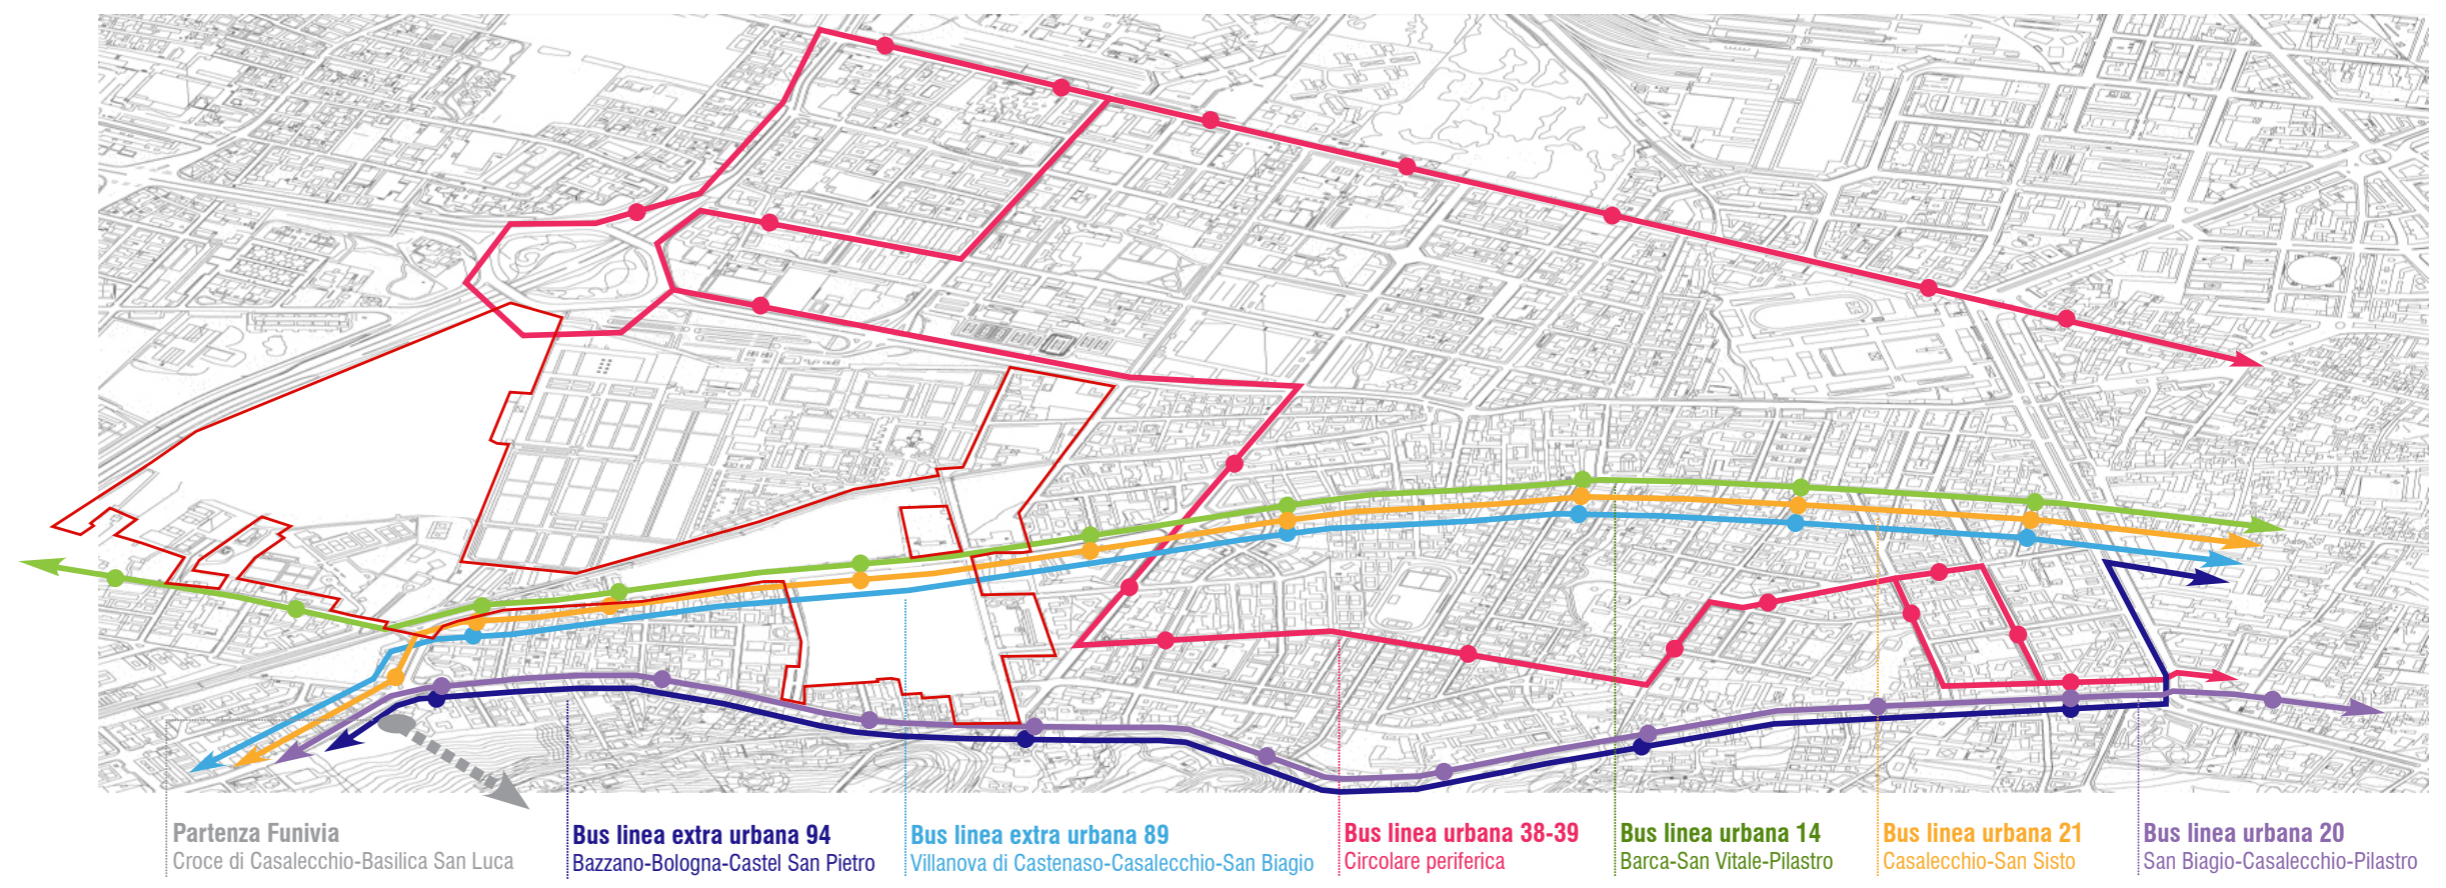 Partenza Funivia
Croce di Casalecchio-Basilica San Luca
Bus linea extra urbana 94
Bazzano-Bologna-Castel San Pietro
Bus linea extra urbana 89
Villanova di Castenaso-Casalecchio-San Biagio
Bus linea urbana 38-39
Circolare periferica
Bus linea urbana 14
Barca-San Vitale-Pilastro
Bus linea urbana 21
Casalecchio-San Sisto
Bus linea urbana 20
San Biagio-Casalecchio-Pilastro